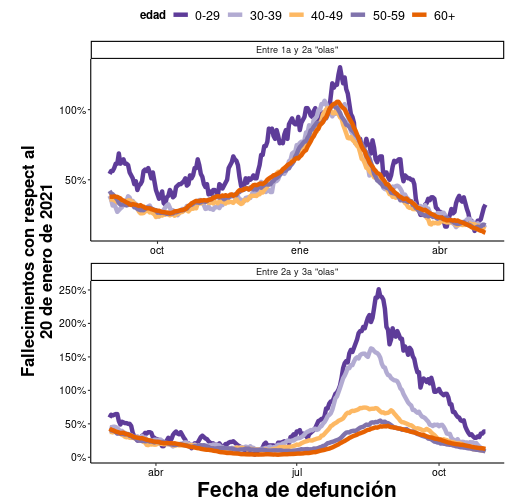 edad 0-29 30-39 40-49 50-59 60+
Entre 1a y 2a "olas"
100%
50%
oct ene abr
Entre 2a y 3a "olas"
250%
200%
150%
100%
50%
0%
abr jul oct
Fallecimientos con respect al
20 de enero de 2021
Fecha de defunción